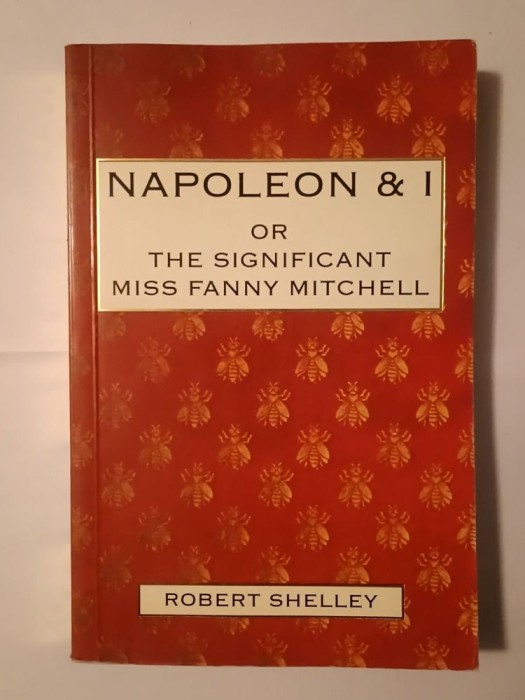 NAPOLEON & I
OR
THE SIGNIFICANT
MISS FANNY MITCHELL
ROBERT SHELLEY